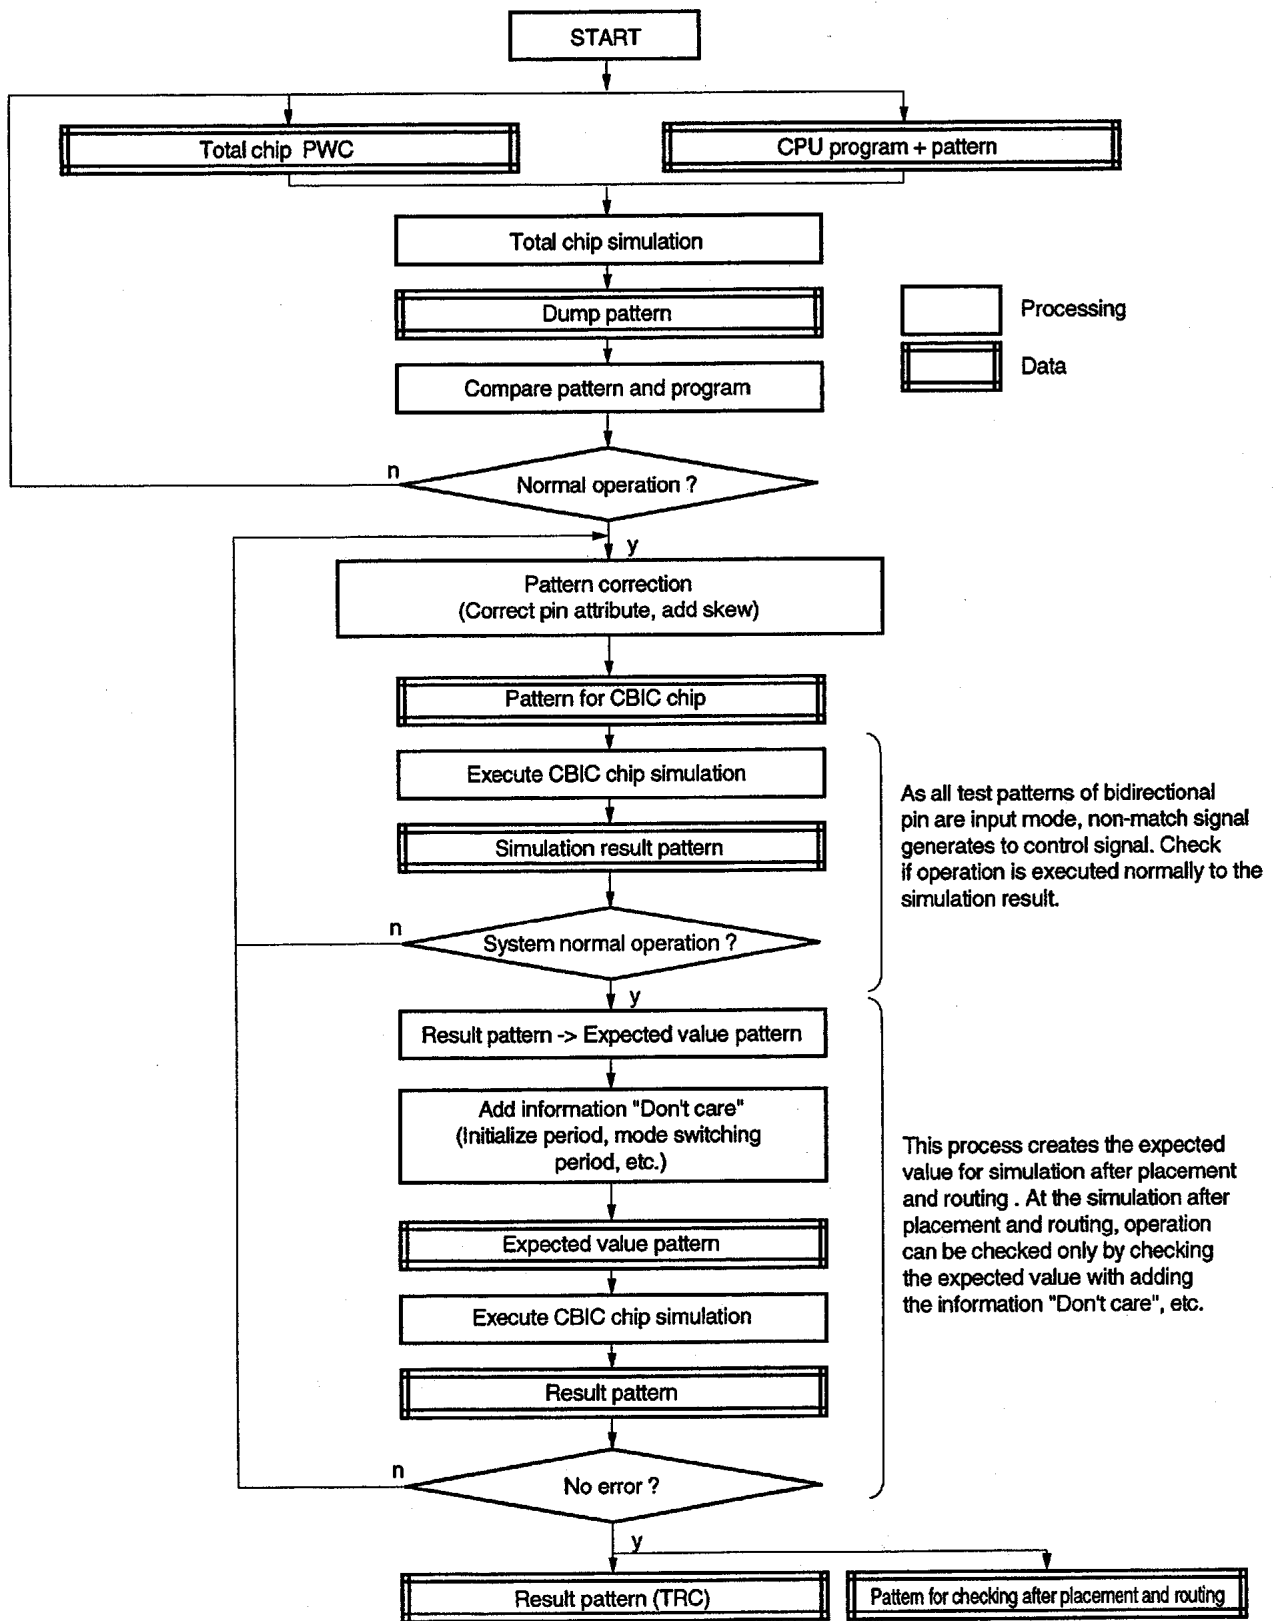 START
Total chip PWC
CPU program + pattern
Total chip simulation
Dump pattern
Processing
Data
Compare pattern and program
n
Normal operation ?
y
Pattern correction
(Correct pin attribute, add skew)
Pattern for CBIC chip
Execute CBIC chip simulation
Simulation result pattern
As all test patterns of bidirectional
pin are input mode, non-match signal
generates to control signal. Check
if operation is executed normally to the
simulation result.
n
System normal operation ?
y
Result pattern -> Expected value pattern
Add information "Don't care"
(Initialize period, mode switching
period, etc.)
Expected value pattern
Execute CBIC chip simulation
Result pattern
This process creates the expected
value for simulation after placement
and routing . At the simulation after
placement and routing, operation
can be checked only by checking
the expected value with adding
the information "Don't care", etc.
n
No error ?
y
Result pattern (TRC)
Pattern for checking after placement and routing